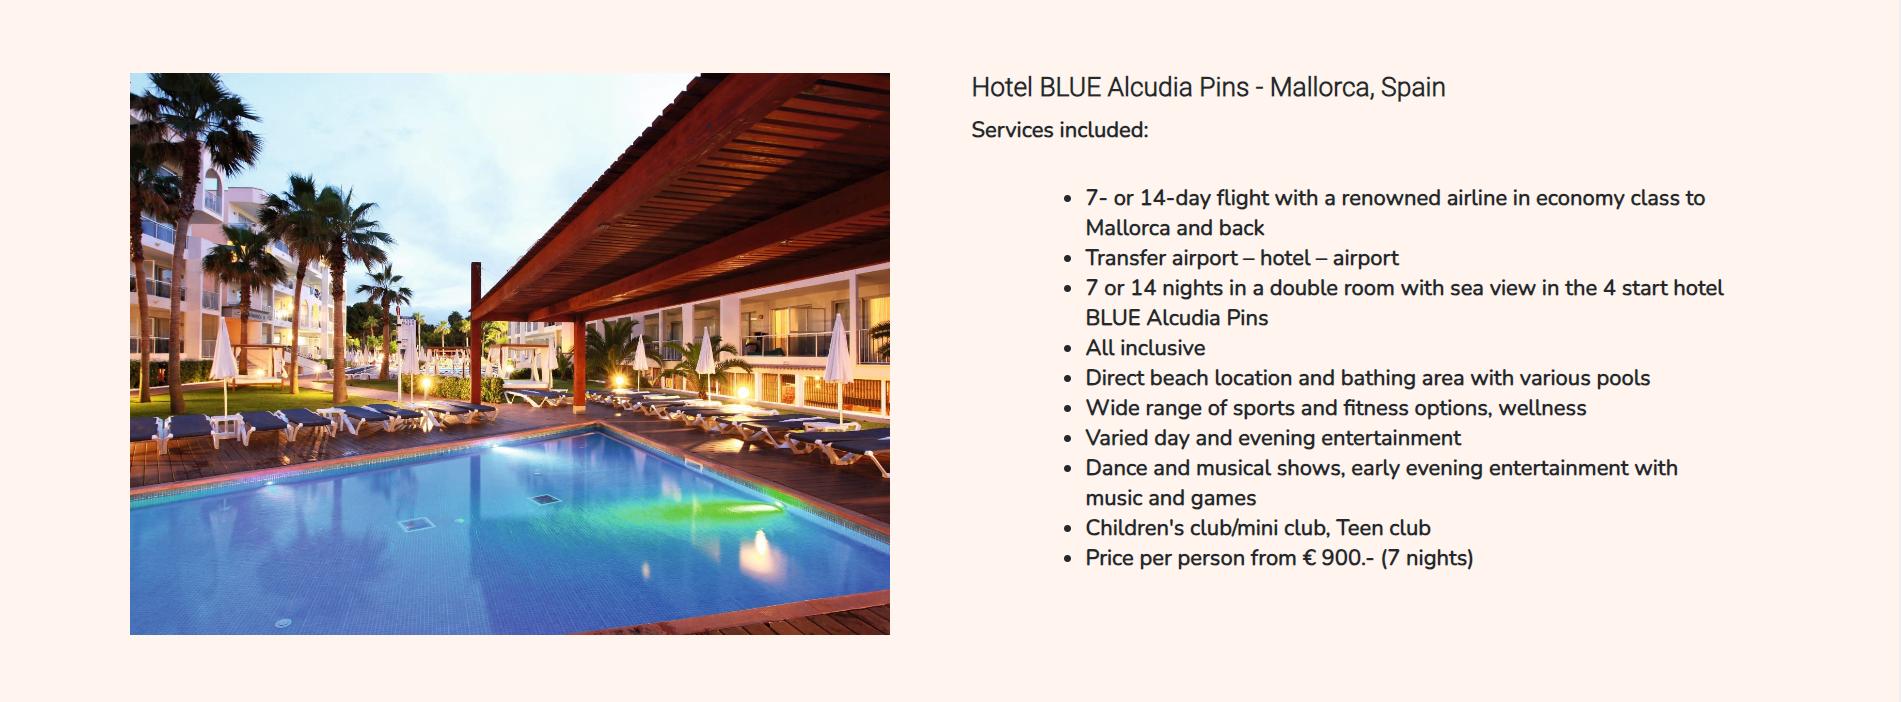 Hotel BLUE Alcudia Pins - Mallorca, Spain
Services included:
• 7- or 14-day flight with a renowned airline in economy class to
Mallorca and back
• Transfer airport – hotel – airport
• 7 or 14 nights in a double room with sea view in the 4 start hotel
BLUE Alcudia Pins
• All inclusive
• Direct beach location and bathing area with various pools
• Wide range of sports and fitness options, wellness
• Varied day and evening entertainment
• Dance and musical shows, early evening entertainment with
music and games
• Children's club/mini club, Teen club
• Price per person from € 900.- (7 nights)